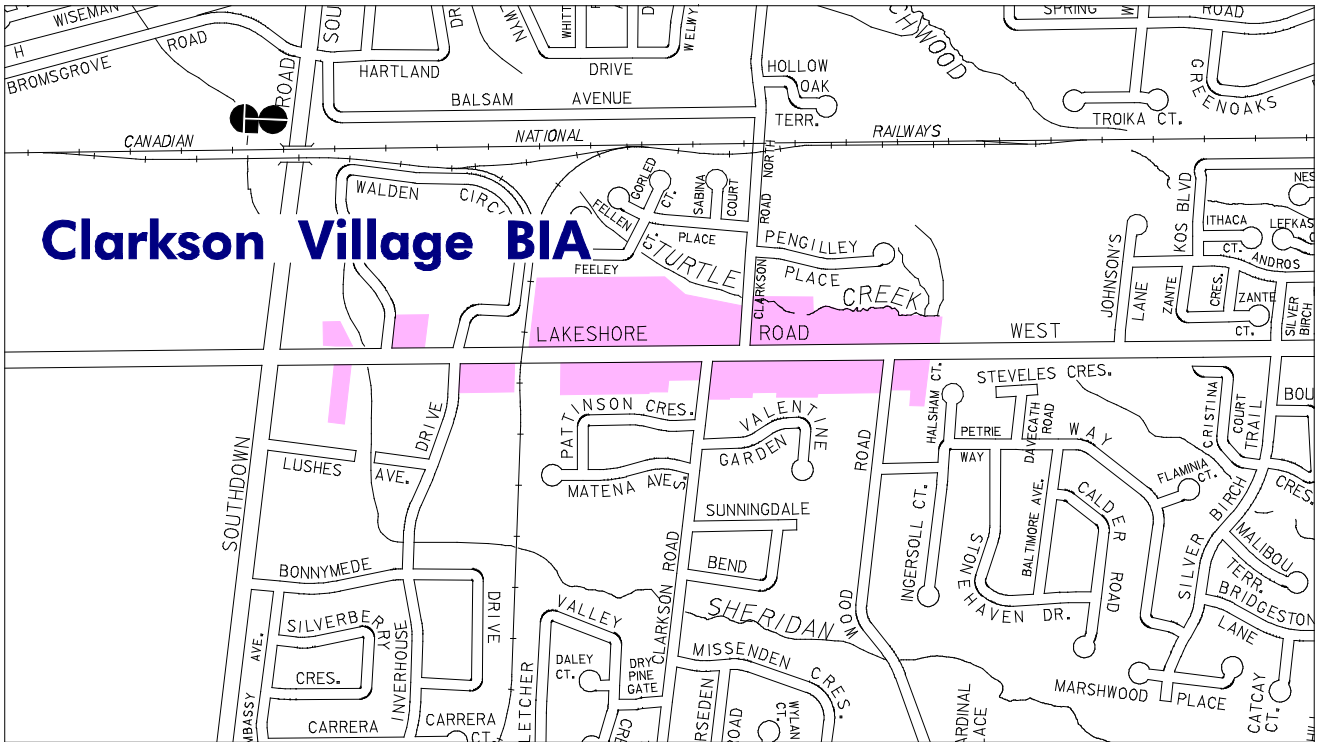 WISEMAN
H
BROMSGROVE
ROAD
ROAD
GO
HARTLAND
DRIVE
BALSAM AVENUE
HOLLOW
OAK
TERR.
SPRING
ROAD
GREENOAKS
TROIKA CT.
CANADIAN
NATIONAL
RAILWAYS
WALDEN
Clarkson Village BIA
GORLED
CT.
SABINA
COURT
FELLEN
PLACE
FEELEY
STURTLE
CREEK
ROAD NORTH
CLARKSON
PENGILLEY
PLACE
LAKESHORE
ROAD
WEST
JOHNSON'S
LANE
KOS BLVD
ITHACA
CT.
ANDROS
ZANTE
CRES.
ZANTE
CT.
SILVER
BIRCH
SOUTHDOWN
LUSHES
AVE.
DRIVE
PATTINSON CRES.
MATENA AVE.
S.
VALENTINE
GARDEN
SUNNINGDALE
BEND
CLARKSON ROAD
ROAD
HALSHAM CT.
STEVELES CRES.
PETRIE
WAY
DAVECATH
ROAD
WAY
FLAMINIA
CT.
CRISTINA
COURT
TRAIL
BIRCH
SILVER
CRES.
MALIBOU
TERR.
LANE
INGERSOLL CT.
STONEHAVEN DR.
BALTIMORE AVE.
CALDER
ROAD
BONNYMEDE
DRIVE
SILVERBERRY
CRES.
INVERHOUSE
AVE.
CARRERA
CARRERA
CT.
VALLEY
DALEY
CT.
DRY
PINE
GATE
SHERIDAN
MISSENDEN
CRES.
ROAD
CT.
MARSHWOOD
PLACE
CATCAY
CT.